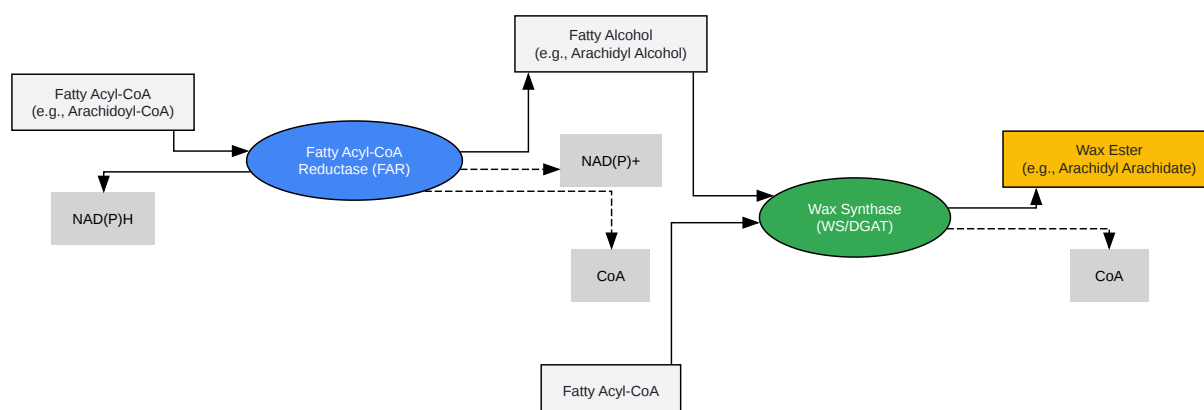 Fatty Alcohol
(e.g., Arachidyl Alcohol)
Fatty Acyl-CoA
(e.g., Arachidoyl-CoA)
Fatty Acyl-CoA
Reductase (FAR)
NAD(P)+
NAD(P)H
CoA
Wax Ester
(e.g., Arachidyl Arachidate)
Wax Synthase
(WS/DGAT)
CoA
Fatty Acyl-CoA